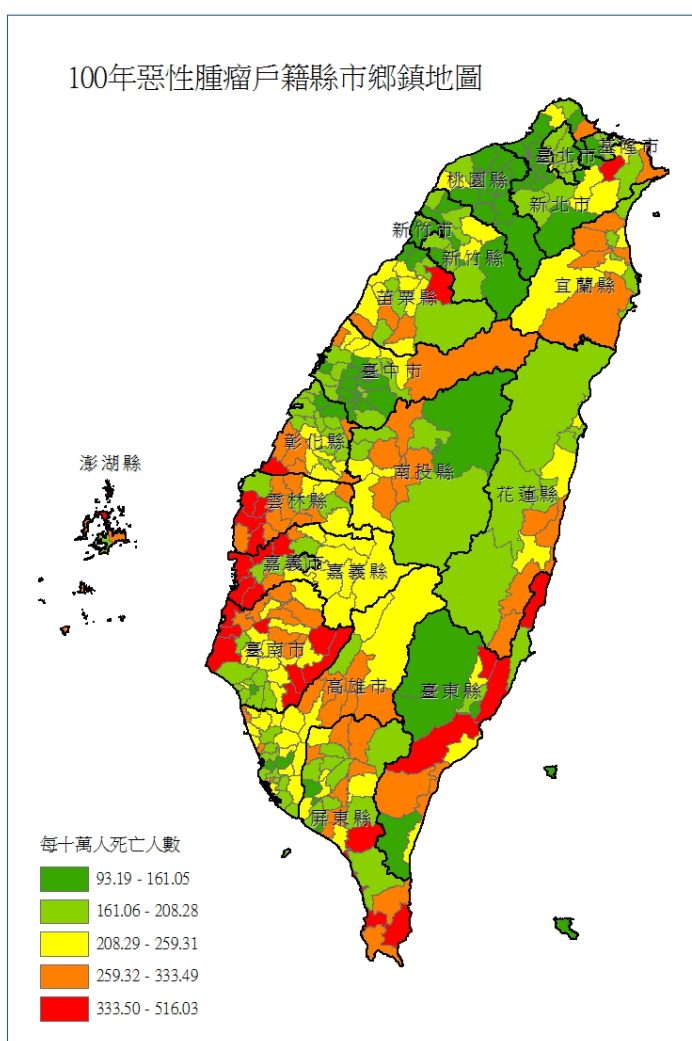 100年惡性腫瘤戶籍縣市鄉鎮地圖
基隆市
臺北市
桃園縣
新北市
新竹市
新竹縣
宜蘭縣
苗栗縣
臺中市
彰化縣
澎湖縣
南投縣
花蓮縣
雲林縣
嘉義市
嘉義縣
臺南市
高雄市
臺東縣
屏東縣
每十萬人死亡人數
93.19 - 161.05
161.06 - 208.28
208.29 - 259.31
259.32 - 333.49
333.50 - 516.03